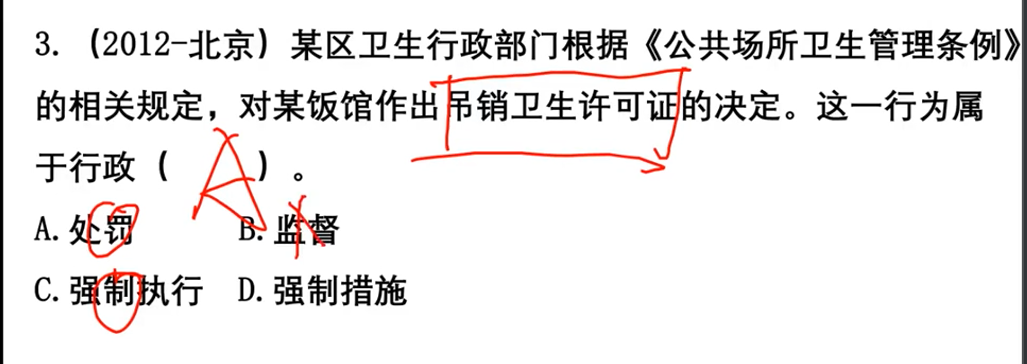 3. （2012-北京）某区卫生行政部门根据《公共场所卫生管理条例》
的相关规定，对某饭馆作出吊销卫生许可证的决定。这一行为属
于行政（ A ）。
A. 处罚 B. 监督
C. 强制执行 D. 强制措施